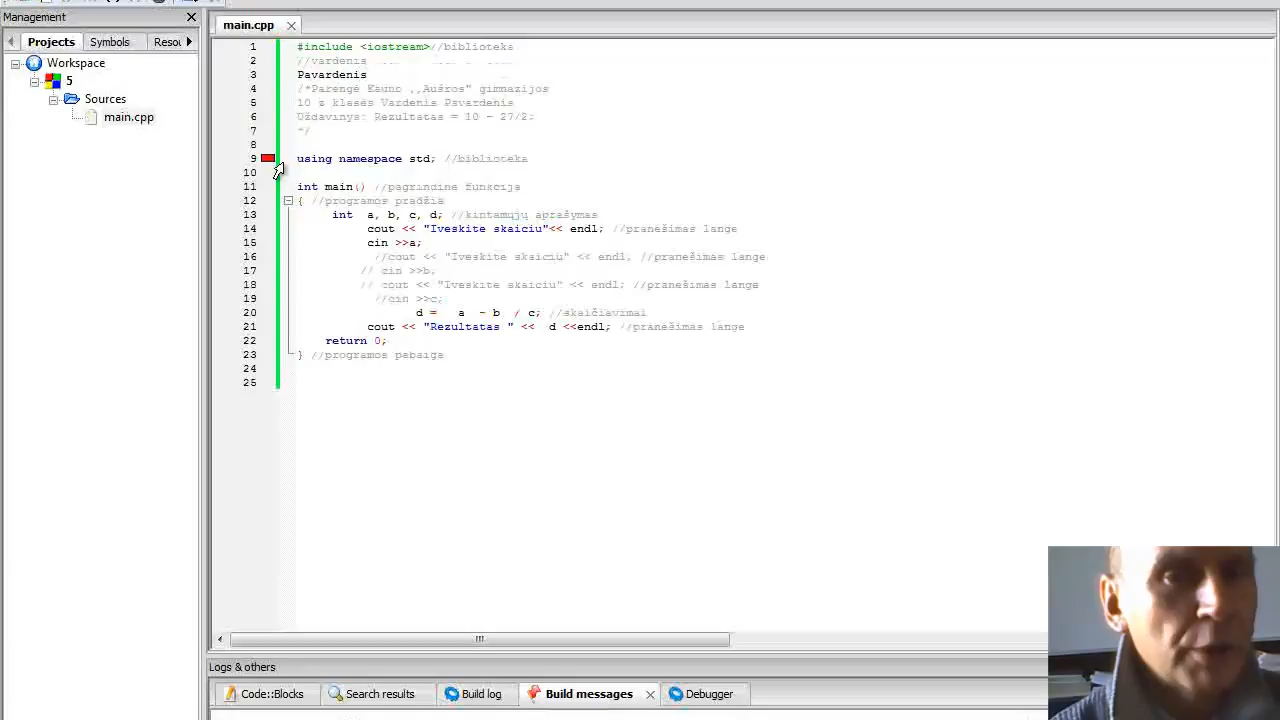 Management
main.cpp
Projects
Symbols
Resou
Workspace
5
Sources
main.cpp
1 #include <iostream>//biblioteka
2 //vardenis
3 Pavardenis
4 /*Parengė Kauno ,,Aušros" gimnazijos
5 10 z klasės Vardenis Psvardenis
6 Uždavinys: Rezultatas = 10 - 27/2;
7 */
8
9 using namespace std; //biblioteka
10
11 int main() //pagrindinė funkcija
12 { //programos pradžia
13 int a, b, c, d; //kintamųjų aprašymas
14 cout << "Iveskite skaiciu"<< endl; //pranešimas lange
15 cin >>a;
16 //cout << "Iveskite skaiciu" << endl, //pranešimas lange
17 // cin >>b,
18 // cout << "Iveskite skaiciu" << endl; //pranešimas lange
19 //cin >>c;
20 d = a - b / c; //skaičiavimai
21 cout << "Rezultatas " << d <<endl; //pranešimas lange
22 return 0;
23 } //programos pabaiga
24
25
Logs & others
Code::Blocks
Search results
Build log
Build messages
Debugger